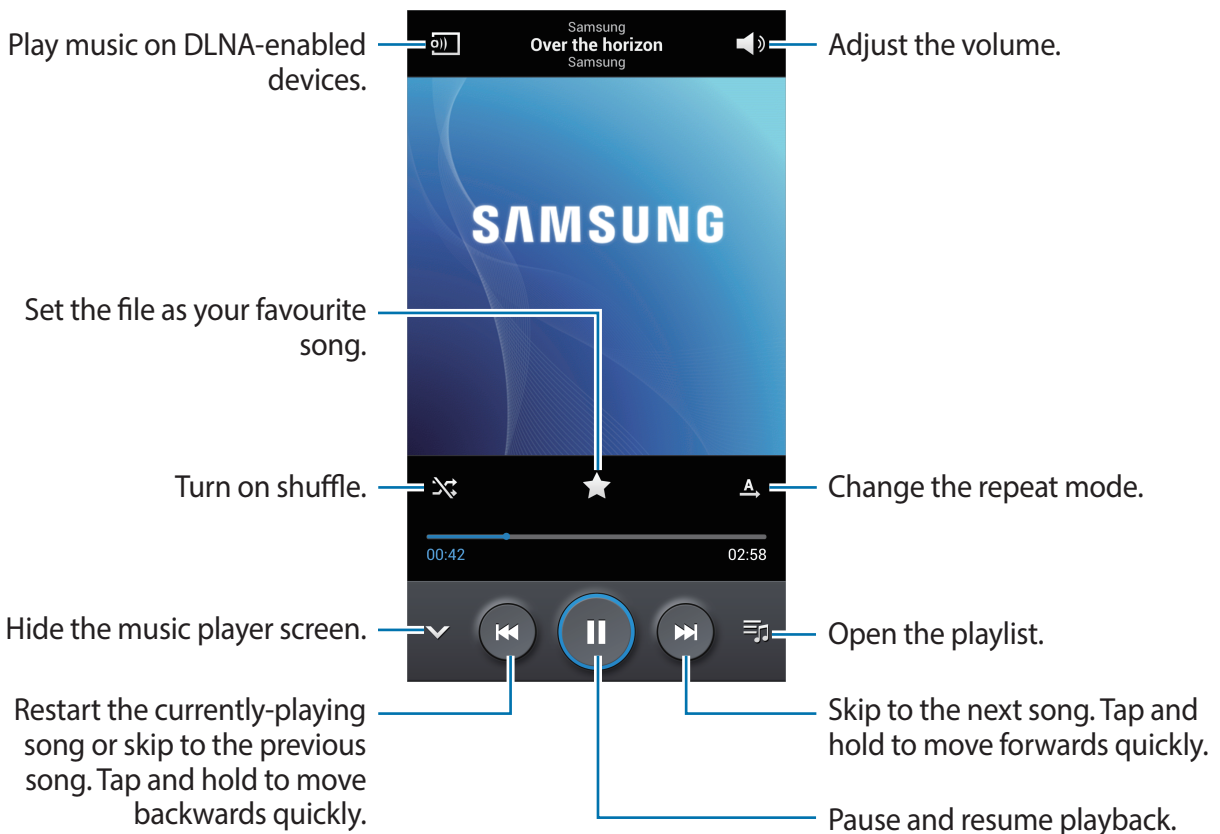 Play music on DLNA-enabled
devices.
Samsung
Over the horizon
Samsung
Adjust the volume.
SAMSUNG
Set the file as your favourite
song.
Turn on shuffle.
A
Change the repeat mode.
00:42
02:58
Hide the music player screen.
Open the playlist.
Restart the currently-playing
song or skip to the previous
song. Tap and hold to move
backwards quickly.
Skip to the next song. Tap and
hold to move forwards quickly.
Pause and resume playback.